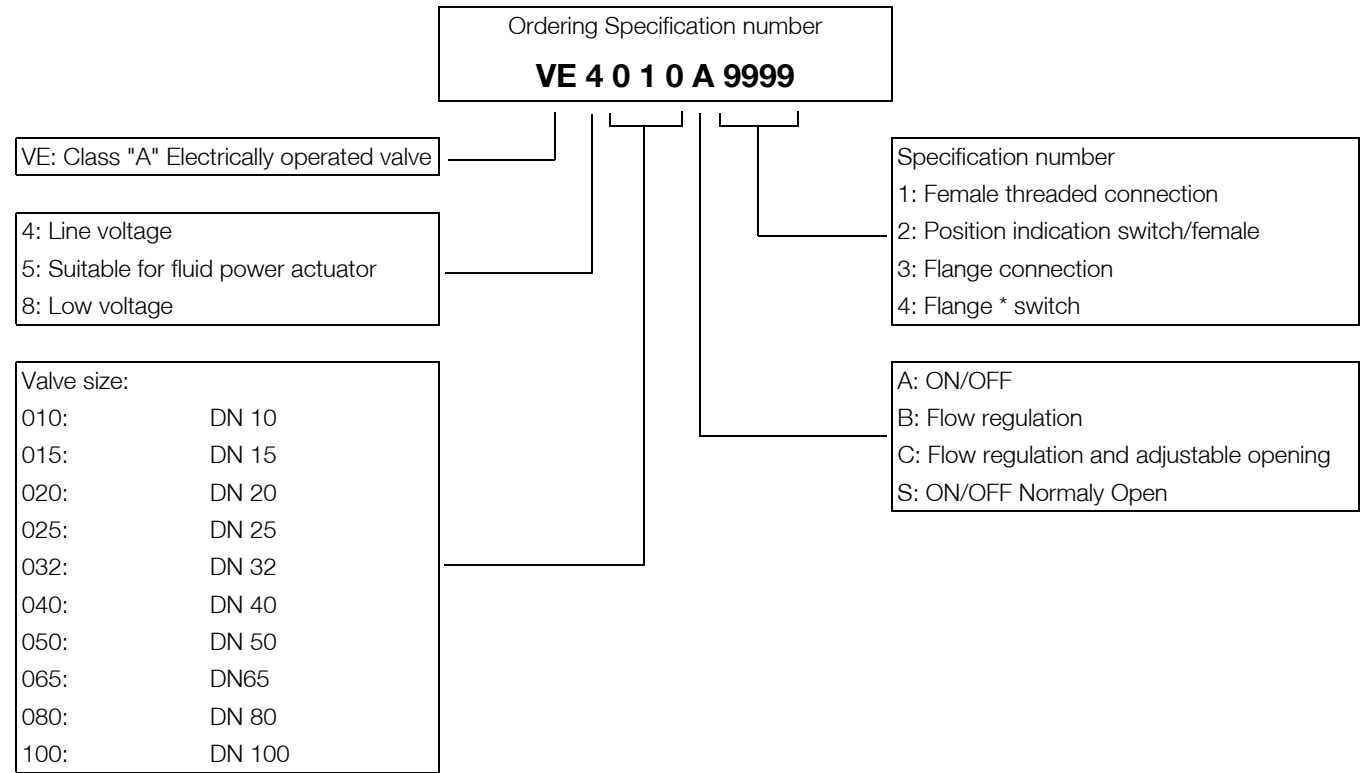 Ordering Specification number
VE 4 0 1 0 A 9999
VE: Class "A" Electrically operated valve
4: Line voltage
5: Suitable for fluid power actuator
8: Low voltage
Valve size:
010: DN 10
015: DN 15
020: DN 20
025: DN 25
032: DN 32
040: DN 40
050: DN 50
065: DN65
080: DN 80
100: DN 100
Specification number
1: Female threaded connection
2: Position indication switch/female
3: Flange connection
4: Flange * switch
A: ON/OFF
B: Flow regulation
C: Flow regulation and adjustable opening
S: ON/OFF Normaly Open